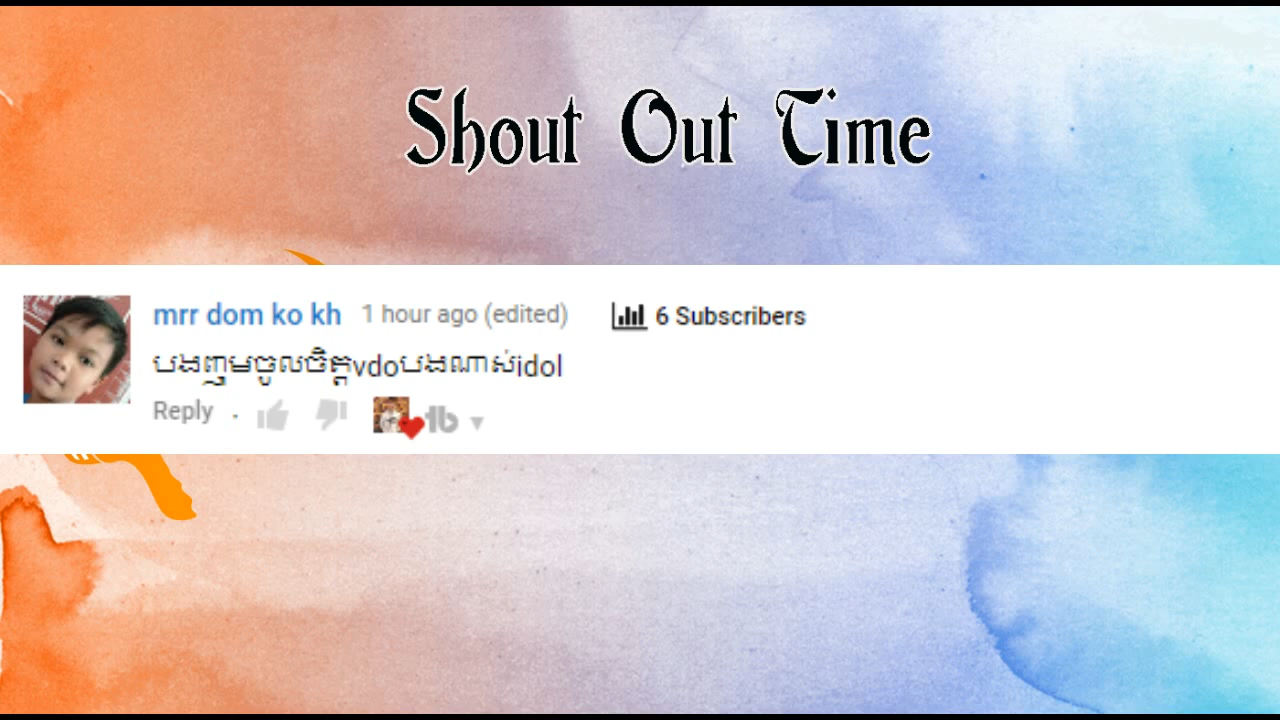 Shout Out Time
mrr dom ko kh 1 hour ago (edited) 6 Subscribers
បងញុមចូលចិត្តvdoបងណាស់idol
Reply .